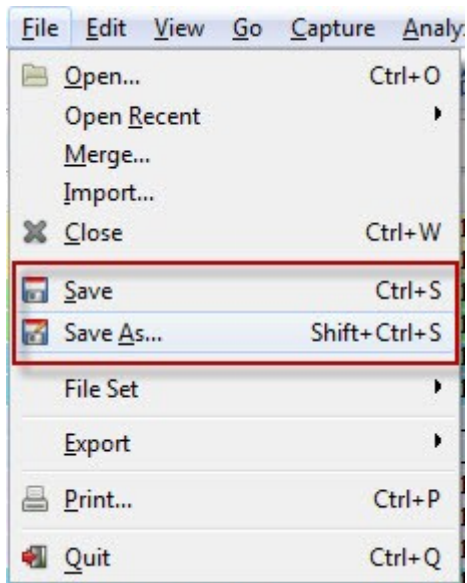 File Edit View Go Capture Analy
Open... Ctrl+O
Open Recent
Merge...
Import...
Close Ctrl+W
Save Ctrl+S
Save As... Shift+Ctrl+S
File Set
Export
Print... Ctrl+P
Quit Ctrl+Q